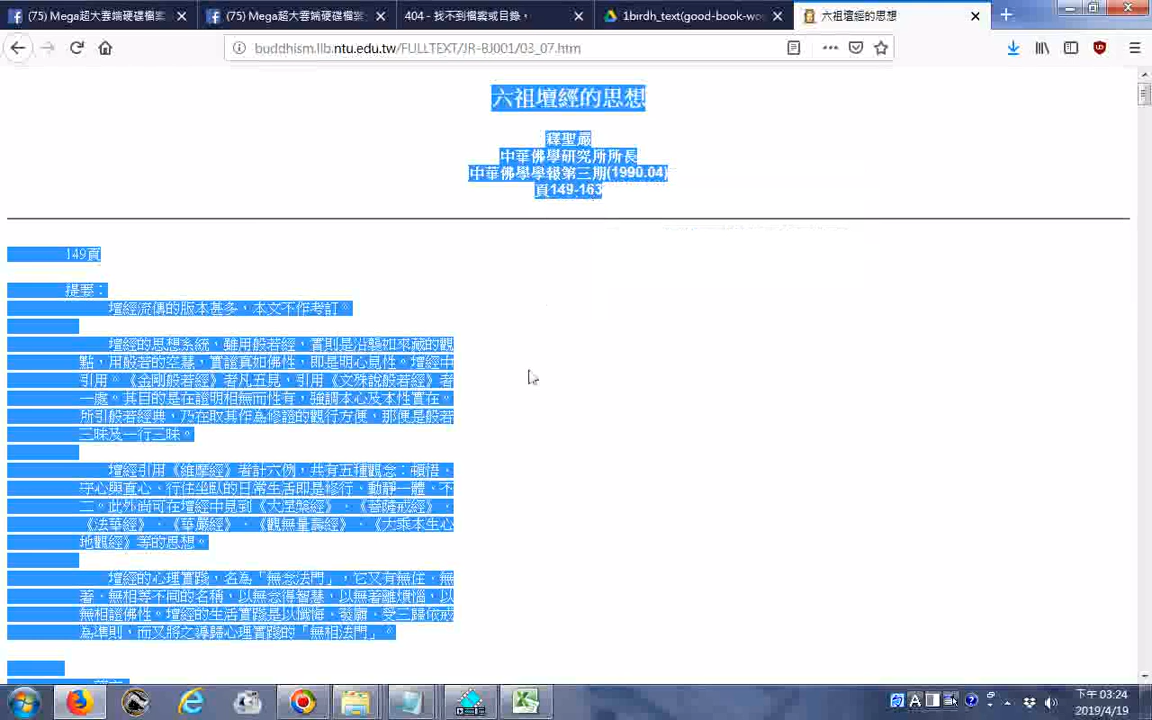 (75) Mega超大雲端硬碟檔案
(75) Mega超大雲端硬碟檔案
404 - 找不到檔案或目錄。
1birdh_text(good-book-wo
六祖壇經的思想
buddhism.lib.ntu.edu.tw/FULLTEXT/JR-BJ001/03_07.htm
六祖壇經的思想
釋聖嚴
中華佛學研究所所長
中華佛學學報第三期(1990.04)
頁149-163
149頁
提要：
壇經流傳的版本甚多，本文不作考訂。
壇經的思想系統，雖用般若經，實則是沿襲如來藏的觀
點，用般若的空慧，實證真如佛性，即是明心見性。壇經中
引用。《金剛般若經》者凡五見，引用《文殊說般若經》者
一處。其目的是在證明相無而性有，強調本心及本性實在。
所引般若經典，乃在取其作為修證的觀行方便，那便是般若
三昧及一行三昧。
壇經引用《維摩經》者計六例，共有五種觀念：頓悟、
守心與直心、行住坐臥的日常生活即是修行、動靜一體、不
二。此外尚可在壇經中見到《大涅槃經》、《菩薩戒經》、
《法華經》、《華嚴經》、《觀無量壽經》、《大乘本生心
地觀經》等的思想。
壇經的心理實踐，名為「無念法門」，它又有無住、無
著、無相等不同的名稱，以無念得智慧，以無著離煩惱，以
無相證佛性。壇經的生活實踐是以懺悔、發願、受三歸依戒
為準則，而又將之導歸心理實踐的「無相法門」。
下午 03:24
2019/4/19